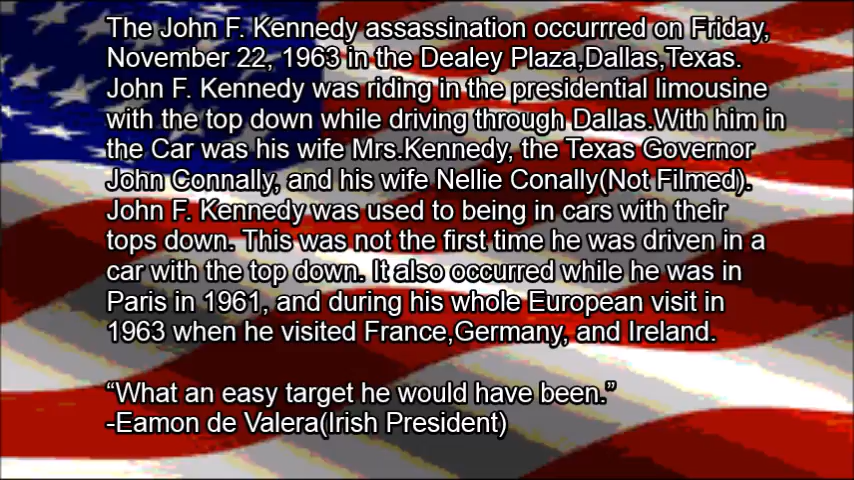 The John F. Kennedy assassination occurrred on Friday,
November 22, 1963 in the Dealey Plaza,Dallas,Texas.
John F. Kennedy was riding in the presidential limousine
with the top down while driving through Dallas.With him in
the Car was his wife Mrs.Kennedy, the Texas Governor
John Connally, and his wife Nellie Conally(Not Filmed).
John F. Kennedy was used to being in cars with their
tops down. This was not the first time he was driven in a
car with the top down. It also occurred while he was in
Paris in 1961, and during his whole European visit in
1963 when he visited France,Germany, and Ireland.
“What an easy target he would have been.”
-Eamon de Valera(Irish President)